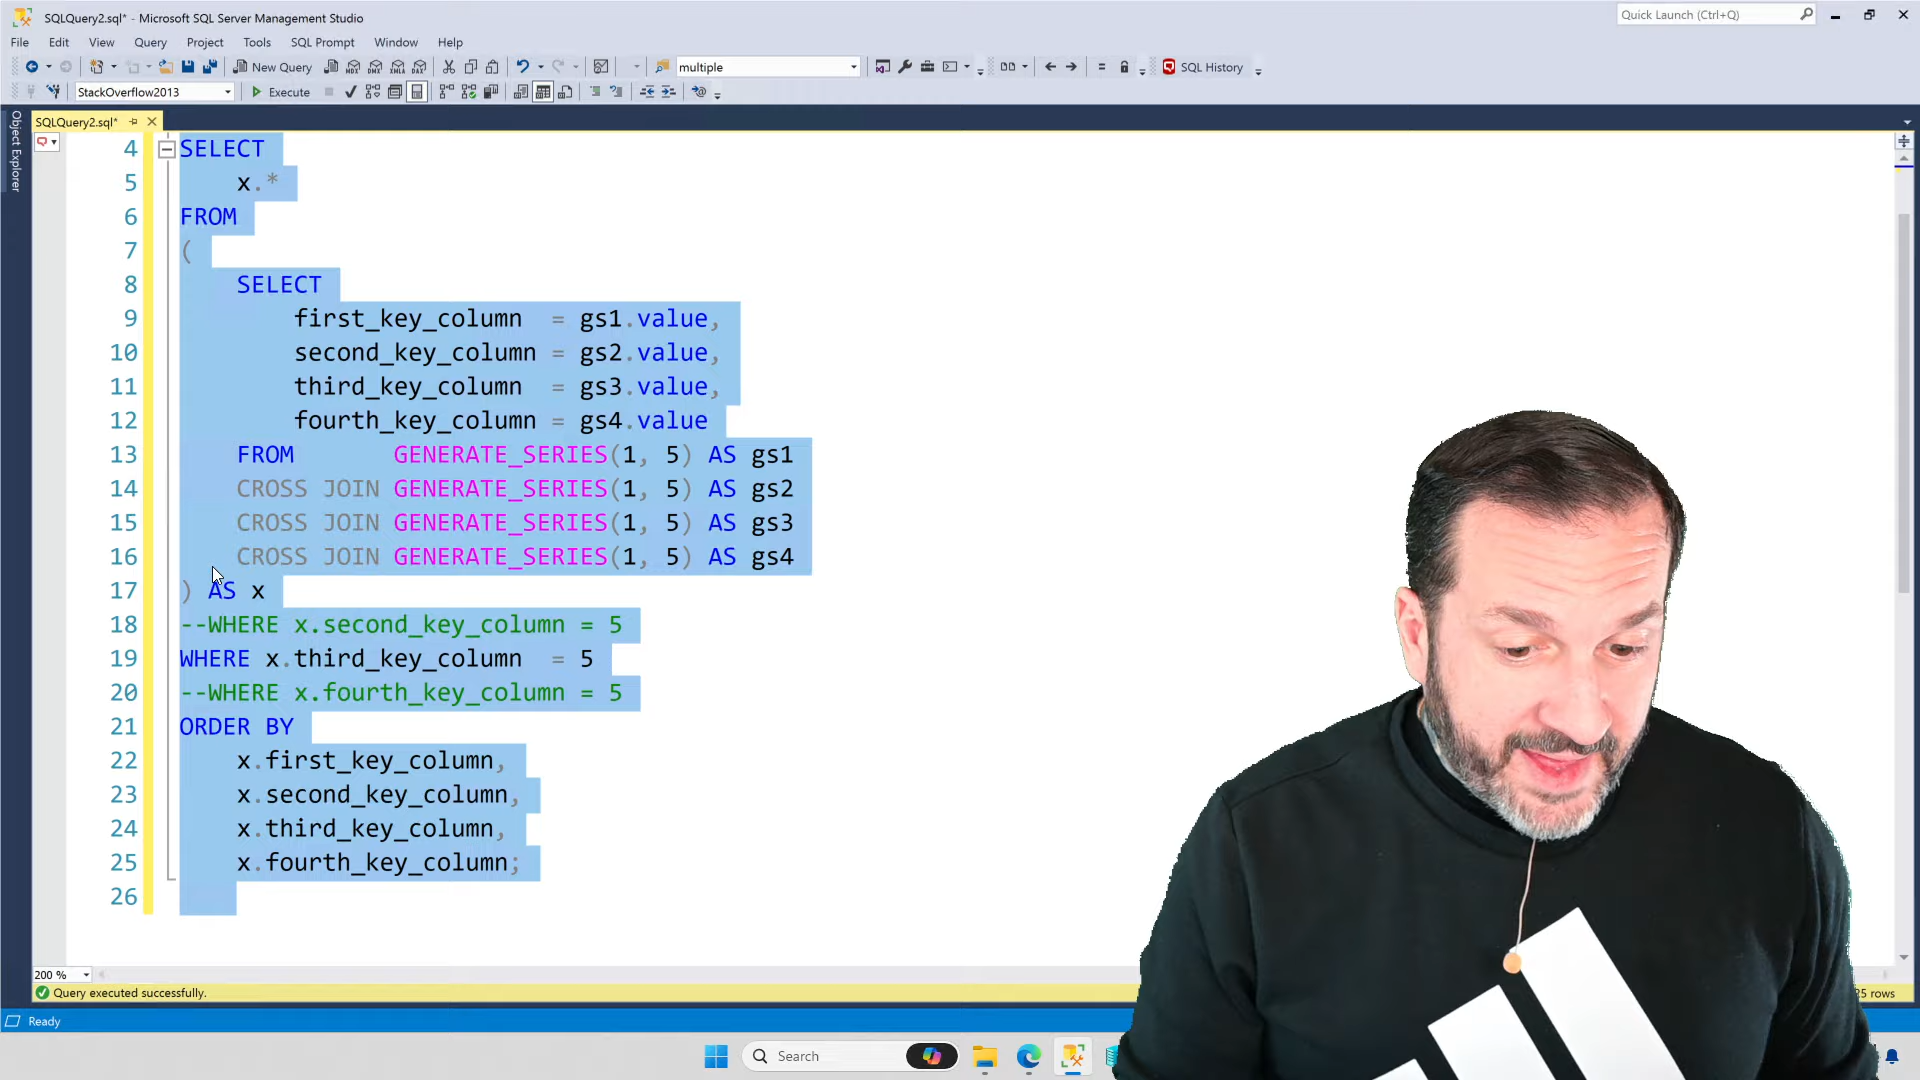 SQLQuery2.sql* - Microsoft SQL Server Management Studio
Quick Launch (Ctrl+Q)
File Edit View Query Project Tools SQL Prompt Window Help
New Query
multiple
SQL History
StackOverflow2013
Execute
SQLQuery2.sql*
Object Explorer
4 SELECT
5 x.*
6 FROM
7 (
8 SELECT
9 first_key_column = gs1.value,
10 second_key_column = gs2.value,
11 third_key_column = gs3.value,
12 fourth_key_column = gs4.value
13 FROM GENERATE_SERIES(1, 5) AS gs1
14 CROSS JOIN GENERATE_SERIES(1, 5) AS gs2
15 CROSS JOIN GENERATE_SERIES(1, 5) AS gs3
16 CROSS JOIN GENERATE_SERIES(1, 5) AS gs4
17 ) AS x
18 --WHERE x.second_key_column = 5
19 WHERE x.third_key_column = 5
20 --WHERE x.fourth_key_column = 5
21 ORDER BY
22 x.first_key_column,
23 x.second_key_column,
24 x.third_key_column,
25 x.fourth_key_column;
26
200 %
Query executed successfully.
rows
Ready
Search